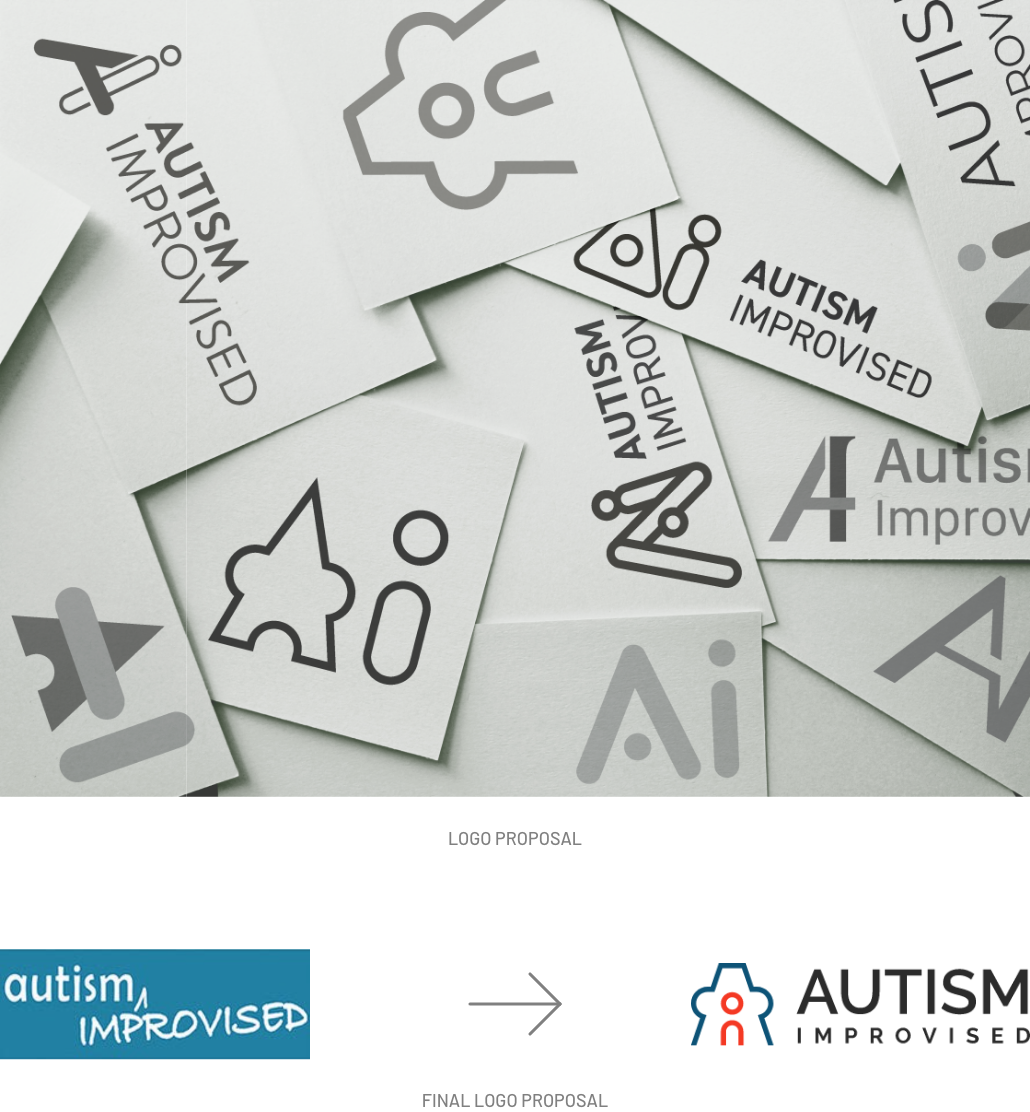 AUTISM
IMPROVISED
AUTIS
AUTISM
IMPROVISED
AUTISM
IMPROV
Autis
Improv
Ai
Ai
LOGO PROPOSAL
autism
IMPROVISED
AUTISM
IMPROVISED
FINAL LOGO PROPOSAL